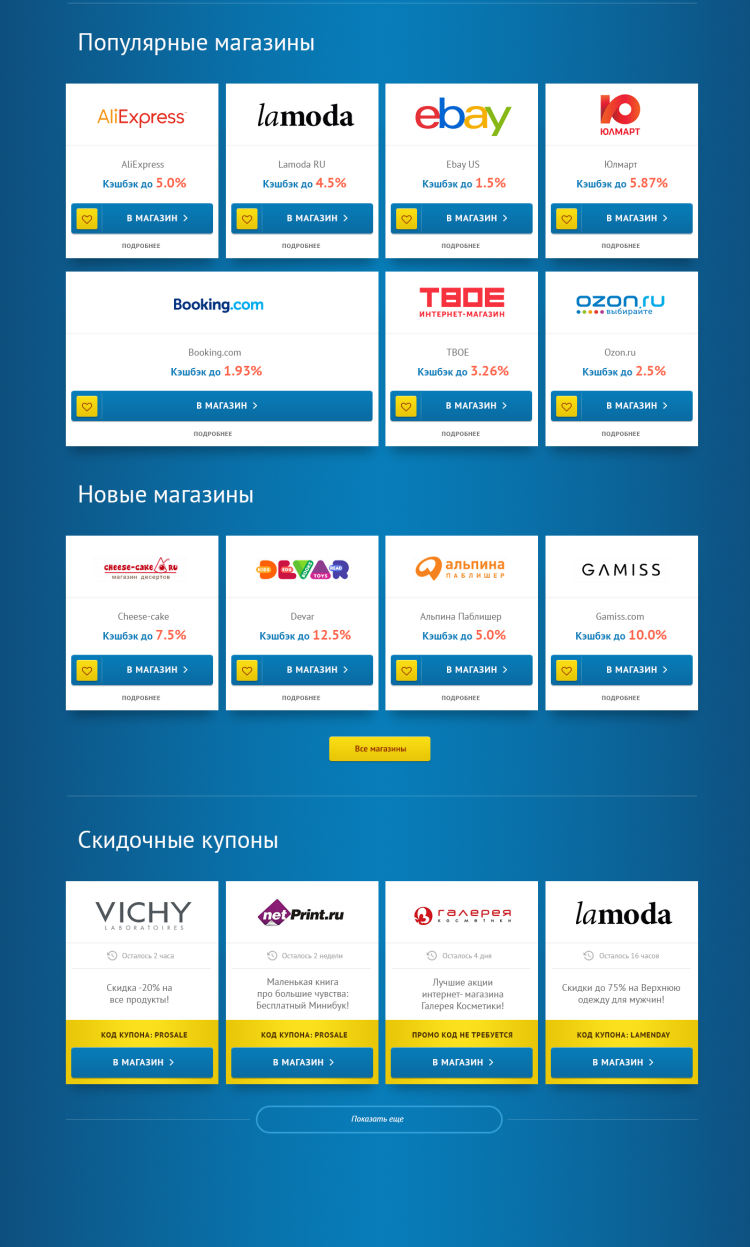 Популярные магазины
AliExpress
lamoda
ebay
ЮЛМАРТ
AliExpress
Lamoda RU
Ebay US
Юлмарт
Кэшбэк до 5.0%
Кэшбэк до 4.5%
Кэшбэк до 1.5%
Кэшбэк до 5.87%
В МАГАЗИН
В МАГАЗИН
В МАГАЗИН
В МАГАЗИН
ПОДРОБНЕЕ
ПОДРОБНЕЕ
ПОДРОБНЕЕ
ПОДРОБНЕЕ
Booking.com
ТВОЕ
ИНТЕРНЕТ-МАГАЗИН
ozon.ru
выбирайте
Booking.com
ТВОЕ
Ozon.ru
Кэшбэк до 1.93%
Кэшбэк до 3.26%
Кэшбэк до 2.5%
В МАГАЗИН
В МАГАЗИН
В МАГАЗИН
ПОДРОБНЕЕ
ПОДРОБНЕЕ
ПОДРОБНЕЕ
Новые магазины
CHEESE-CAKE RU
магазин десертов
DEVAR
KIDS
EDU
BOOKS
TOYS
READ
альпина
ПАБЛИШЕР
GAMISS
Cheese-cake
Devar
Альпина Паблишер
Gamiss.com
Кэшбэк до 7.5%
Кэшбэк до 12.5%
Кэшбэк до 5.0%
Кэшбэк до 10.0%
В МАГАЗИН
В МАГАЗИН
В МАГАЗИН
В МАГАЗИН
ПОДРОБНЕЕ
ПОДРОБНЕЕ
ПОДРОБНЕЕ
ПОДРОБНЕЕ
Все магазины
Скидочные купоны
VICHY
LABORATOIRES
netPrint.ru
галерея
косметики
lamoda
Осталось 2 часа
Осталось 2 недели
Осталось 4 дня
Осталось 16 часов
Скидка -20% на
все продукты!
Маленькая книга
про большие чувства:
Бесплатный Минибук!
Лучшие акции
интернет- магазина
Галерея Косметики!
Скидки до 75% на Верхнюю
одежду для мужчин!
КОД КУПОНА: PROSALE
КОД КУПОНА: PROSALE
ПРОМО КОД НЕ ТРЕБУЕТСЯ
КОД КУПОНА: LAMENDAY
В МАГАЗИН
В МАГАЗИН
В МАГАЗИН
В МАГАЗИН
Показать еще